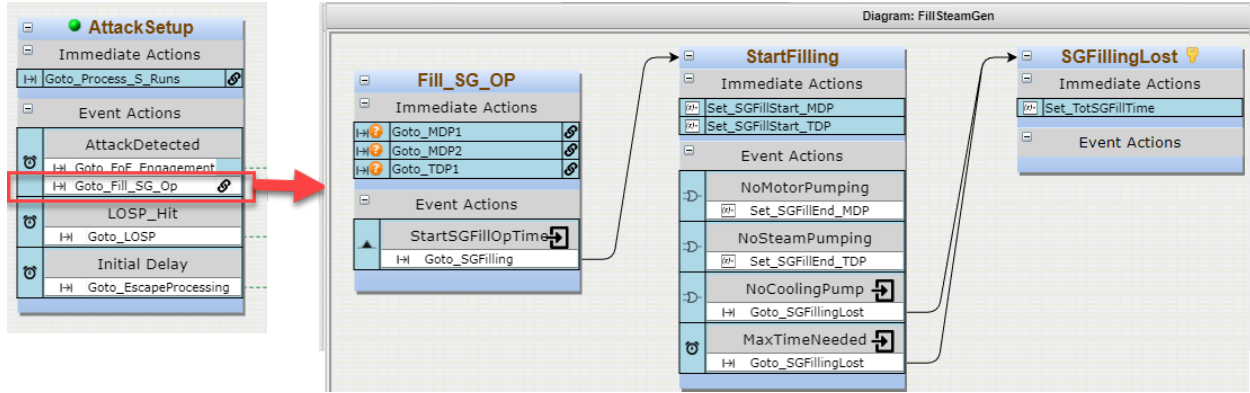 AttackSetup
Immediate Actions
Goto_Process_S_Runs
Event Actions
AttackDetected
Goto_FoF_Engagement
Goto_Fill_SG_Op
LOSP_Hit
Goto_LOSP
Initial Delay
Goto_EscapeProcessing
Diagram: FillSteamGen
Fill_SG_OP
Immediate Actions
Goto_MDP1
Goto_MDP2
Goto_TDP1
Event Actions
StartSGFillOpTime
Goto_SGFilling
StartFilling
Immediate Actions
Set_SGFillStart_MDP
Set_SGFillStart_TDP
Event Actions
NoMotorPumping
Set_SGFillEnd_MDP
NoSteamPumping
Set_SGFillEnd_TDP
NoCoolingPump
Goto_SGFillingLost
MaxTimeNeeded
Goto_SGFillingLost
SGFillingLost
Immediate Actions
Set_TotSGFillTime
Event Actions